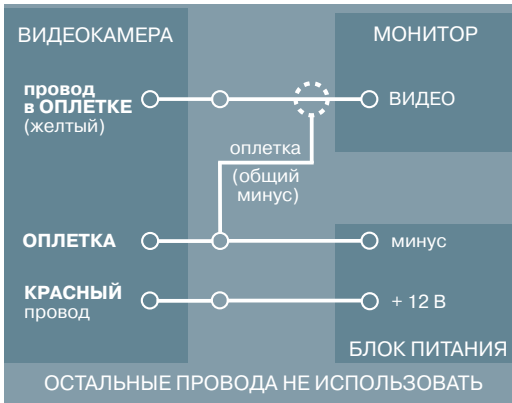 ВИДЕОКАМЕРА
МОНИТОР
провод
в ОПЛЕТКЕ
(желтый)
ВИДЕО
оплетка
(общий
минус)
ОПЛЕТКА
минус
КРАСНЫЙ
провод
+ 12 В
БЛОК ПИТАНИЯ
ОСТАЛЬНЫЕ ПРОВОДА НЕ ИСПОЛЬЗОВАТЬ